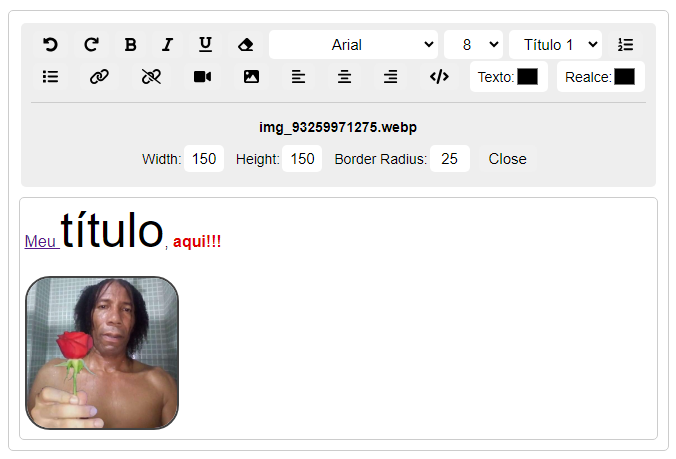 Arial 8 Título 1
Texto: Realce:
img_93259971275.webp
Width: 150 Height: 150 Border Radius: 25 Close
Meu título, aqui!!!